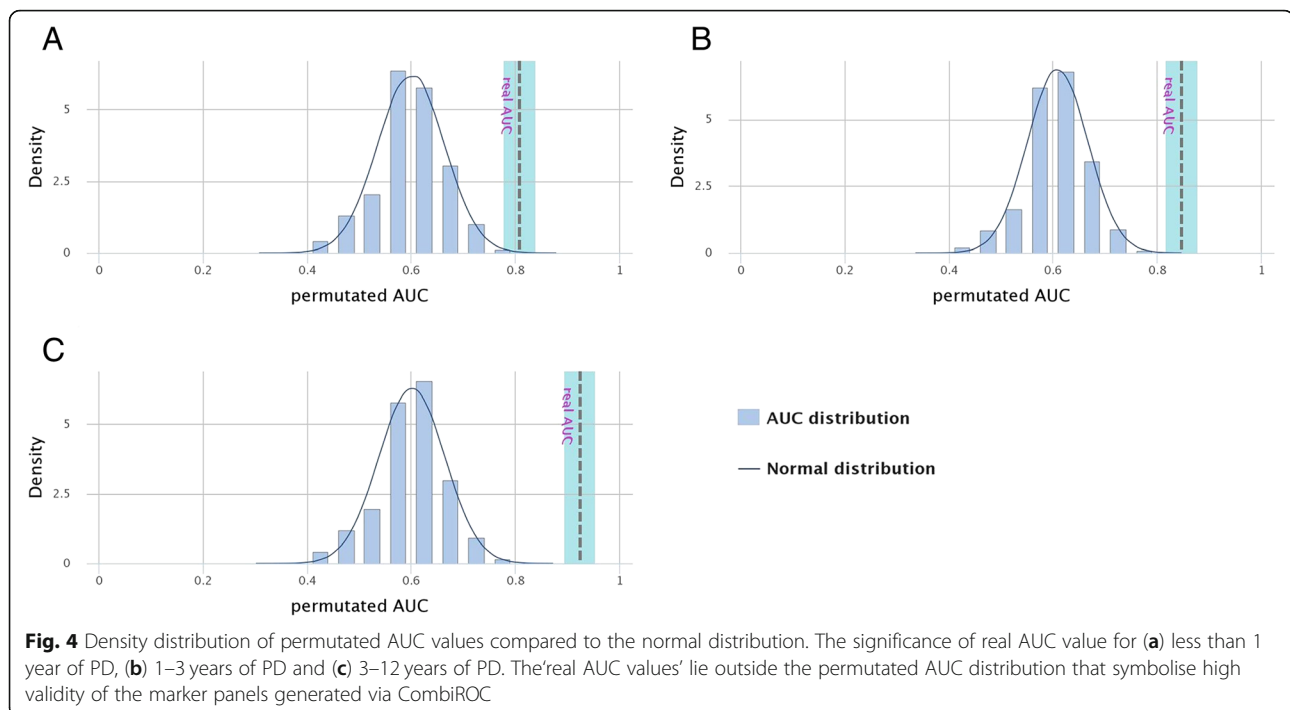 A
B
Density
5
2.5
0
real AUC
0
0.2
0.4
0.6
0.8
1
permutated AUC
Density
5
2.5
0
real AUC
0
0.2
0.4
0.6
0.8
1
permutated AUC
C
Density
5
2.5
0
real AUC
0
0.2
0.4
0.6
0.8
1
permutated AUC
AUC distribution
Normal distribution
Fig. 4 Density distribution of permutated AUC values compared to the normal distribution. The significance of real AUC value for (a) less than 1
year of PD, (b) 1–3 years of PD and (c) 3–12 years of PD. The‘real AUC values’ lie outside the permutated AUC distribution that symbolise high
validity of the marker panels generated via CombiROC